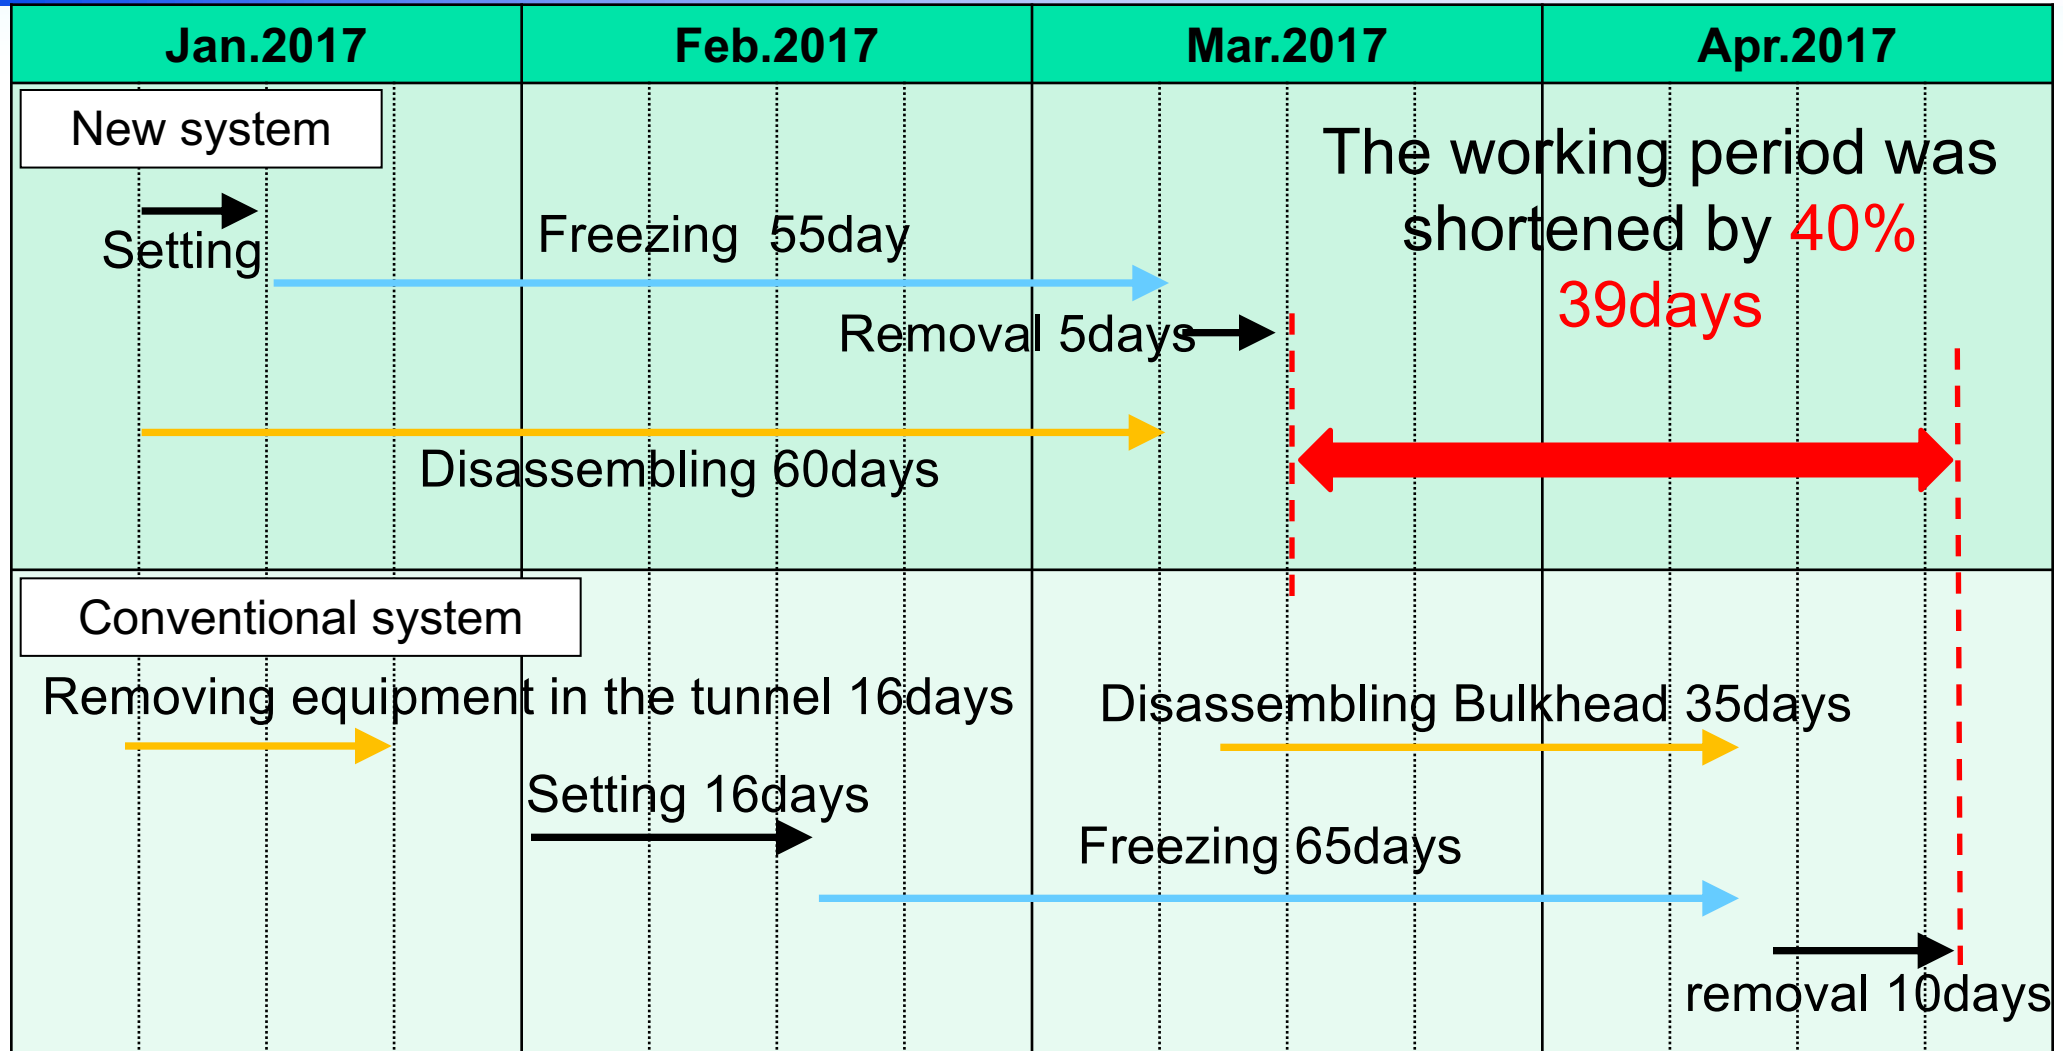 Jan.2017 Feb.2017 Mar.2017 Apr.2017
New system
The working period was
shortened by 40%
39days
Setting
Freezing  55day
Removal 5days
Disassembling 60days
Conventional system
Removing equipment in the tunnel 16days
Disassembling Bulkhead 35days
Setting 16days
Freezing 65days
removal 10days